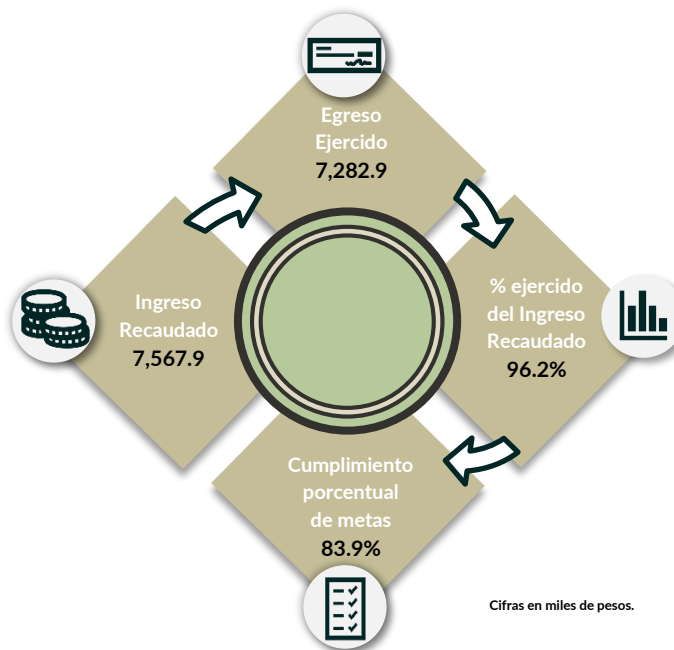 Egreso
Ejercido
7,282.9
Ingreso
Recaudado
7,567.9
% ejercido
del Ingreso
Recaudado
96.2%
Cumplimiento
porcentual
de metas
83.9%
Cifras en miles de pesos.